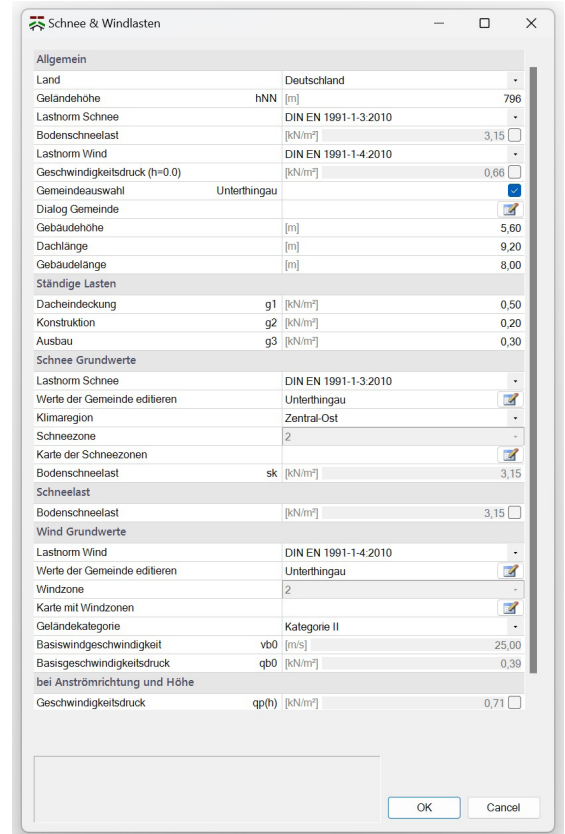 Schnee & Windlasten
Allgemein
Land Deutschland
Geländehöhe hNN [m] 796
Lastnorm Schnee DIN EN 1991-1-3:2010
Bodenschneelast [kN/m²] 3,15
Lastnorm Wind DIN EN 1991-1-4:2010
Geschwindigkeitsdruck (h=0.0) [kN/m²] 0,66
Gemeindeauswahl Unterthingau
Dialog Gemeinde
Gebäudehöhe [m] 5,60
Dachlänge [m] 9,20
Gebäudelänge [m] 8,00
Ständige Lasten
Dacheindeckung g1 [kN/m²] 0,50
Konstruktion g2 [kN/m²] 0,20
Ausbau g3 [kN/m²] 0,30
Schnee Grundwerte
Lastnorm Schnee DIN EN 1991-1-3:2010
Werte der Gemeinde editieren Unterthingau
Klimaregion Zentral-Ost
Schneezone 2
Karte der Schneezonen
Bodenschneelast sk [kN/m²] 3,15
Schneelast
Bodenschneelast [kN/m²] 3,15
Wind Grundwerte
Lastnorm Wind DIN EN 1991-1-4:2010
Werte der Gemeinde editieren Unterthingau
Windzone 2
Karte mit Windzonen
Geländekategorie Kategorie II
Basiswindgeschwindigkeit vb0 [m/s] 25,00
Basisgeschwindigkeitsdruck qb0 [kN/m²] 0,39
bei Anströmrichtung und Höhe
Geschwindigkeitsdruck qp(h) [kN/m²] 0,71
OK Cancel